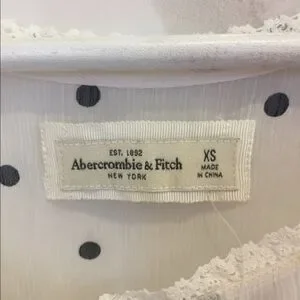 EST. 1892
Abercrombie & Fitch
NEW YORK
XS
MADE
IN CHINA